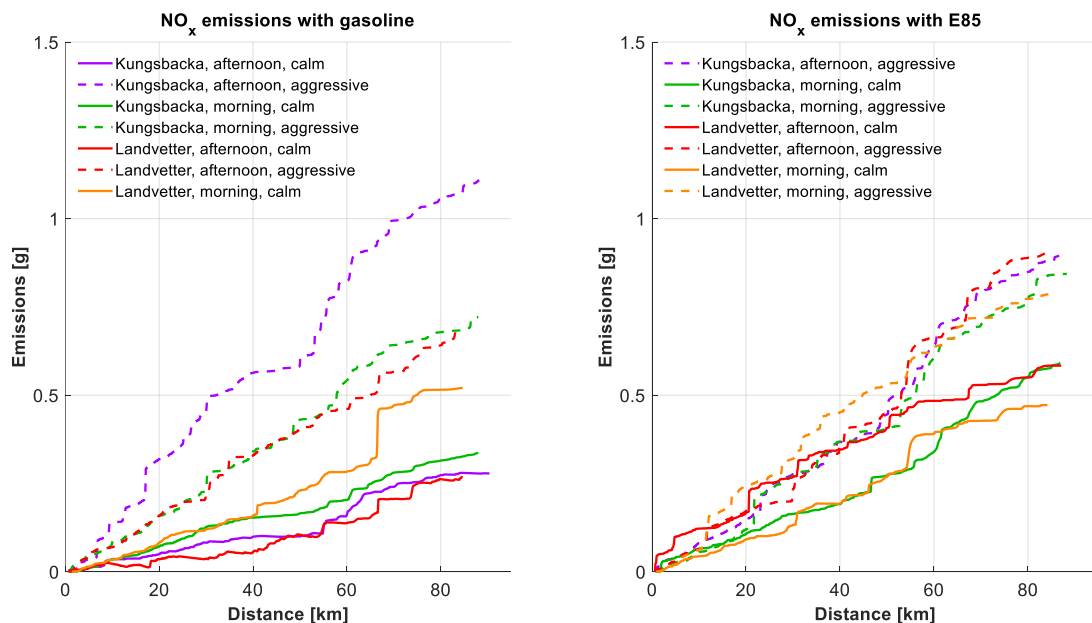 NOx emissions with gasoline
1.5
1
0.5
0
Emissions [g]
Kungsbacka, afternoon, calm
Kungsbacka, afternoon, aggressive
Kungsbacka, morning, calm
Kungsbacka, morning, aggressive
Landvetter, afternoon, calm
Landvetter, afternoon, aggressive
Landvetter, morning, calm
0 20 40 60 80
Distance [km]
NOx emissions with E85
1.5
1
0.5
0
Emissions [g]
Kungsbacka, afternoon, aggressive
Kungsbacka, morning, calm
Kungsbacka, morning, aggressive
Landvetter, afternoon, calm
Landvetter, afternoon, aggressive
Landvetter, morning, calm
Landvetter, morning, aggressive
0 20 40 60 80
Distance [km]